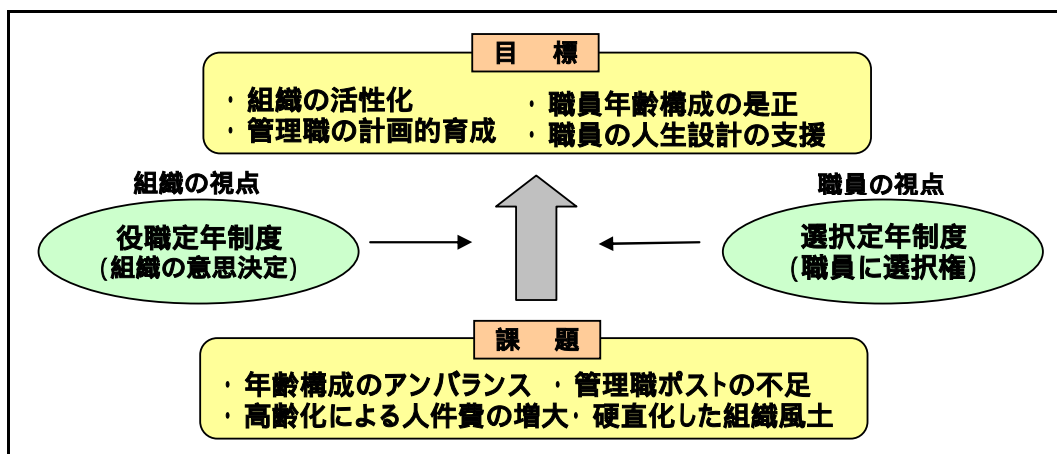 目　標
・組織の活性化
・職員年齢構成の是正
・管理職の計画的育成
・職員の人生設計の支援
組織の視点
役職定年制度
(組織の意思決定)
職員の視点
選択定年制度
(職員に選択権)
課　題
・年齢構成のアンバランス ・管理職ポストの不足
・高齢化による人件費の増大・硬直化した組織風土